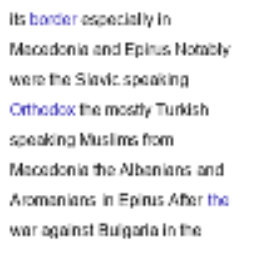 its border especially in
Macedonia and Epirus Notably
were the Slavic speaking
Orthodox the mostly Turkish
speaking Muslims from
Macedonia the Albanians and
Aromanians in Epirus After the
war against Bulgaria in the